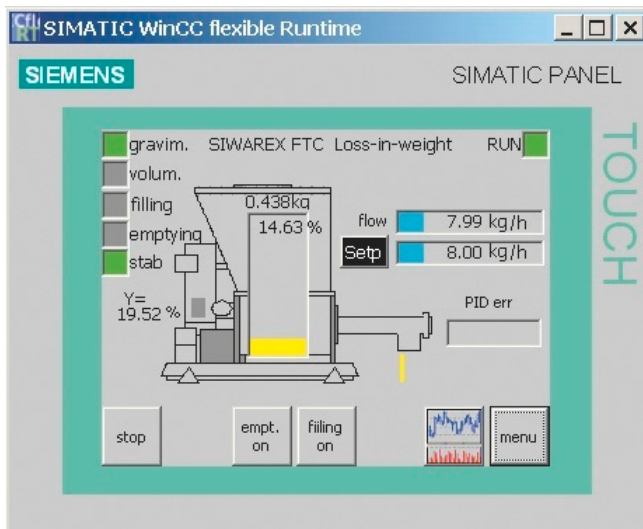 SIMATIC WinCC flexible Runtime
SIEMENS
SIMATIC PANEL
TOUCH
gravim.
SIWAREX FTC Loss-in-weight
RUN
volum.
filling
0.438kg
14.63 %
flow
7.99 kg/h
emptying
Setp
8.00 kg/h
stab
Y=
19.52 %
PID err
stop
empt.
on
fiiling
on
menu